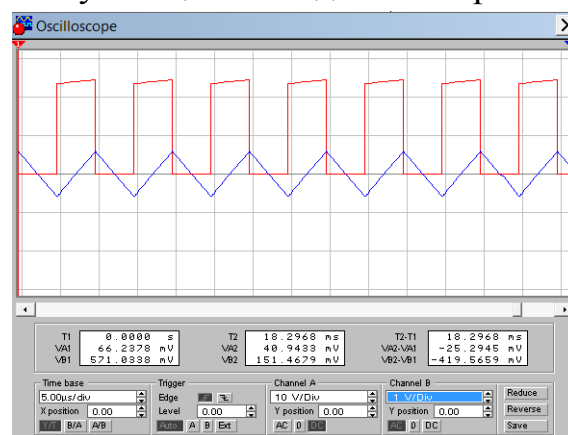 Oscilloscope
1
T1 0.0000 s T2 18.2968 ms T2-T1 18.2968 ms
VA1 66.2378 mV VA2 40.9433 mV VA2-VA1 -25.2945 mV
VB1 571.0338 mV VB2 151.4679 mV VB2-VB1 -419.5659 mV
Time base Trigger Channel A Channel B
5.00µs/div Edge 10 V/Div 1 V/Div Reduce
X position 0.00 Level 0.00 Y position 0.00 Y position 0.00 Reverse
Y/T B/A A/B Auto A B Ext AC 0 DC AC 0 DC Save